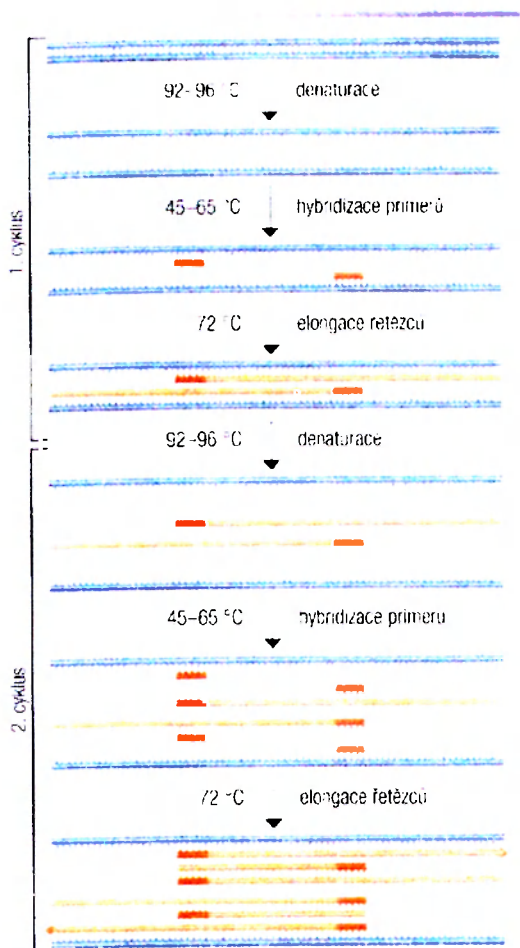 92–96 °C denaturace
45–65 °C hybridizace primerů
72 °C elongace řetězců
1. cyklus
92–96 °C denaturace
45–65 °C hybridizace primerů
72 °C elongace řetězců
2. cyklus